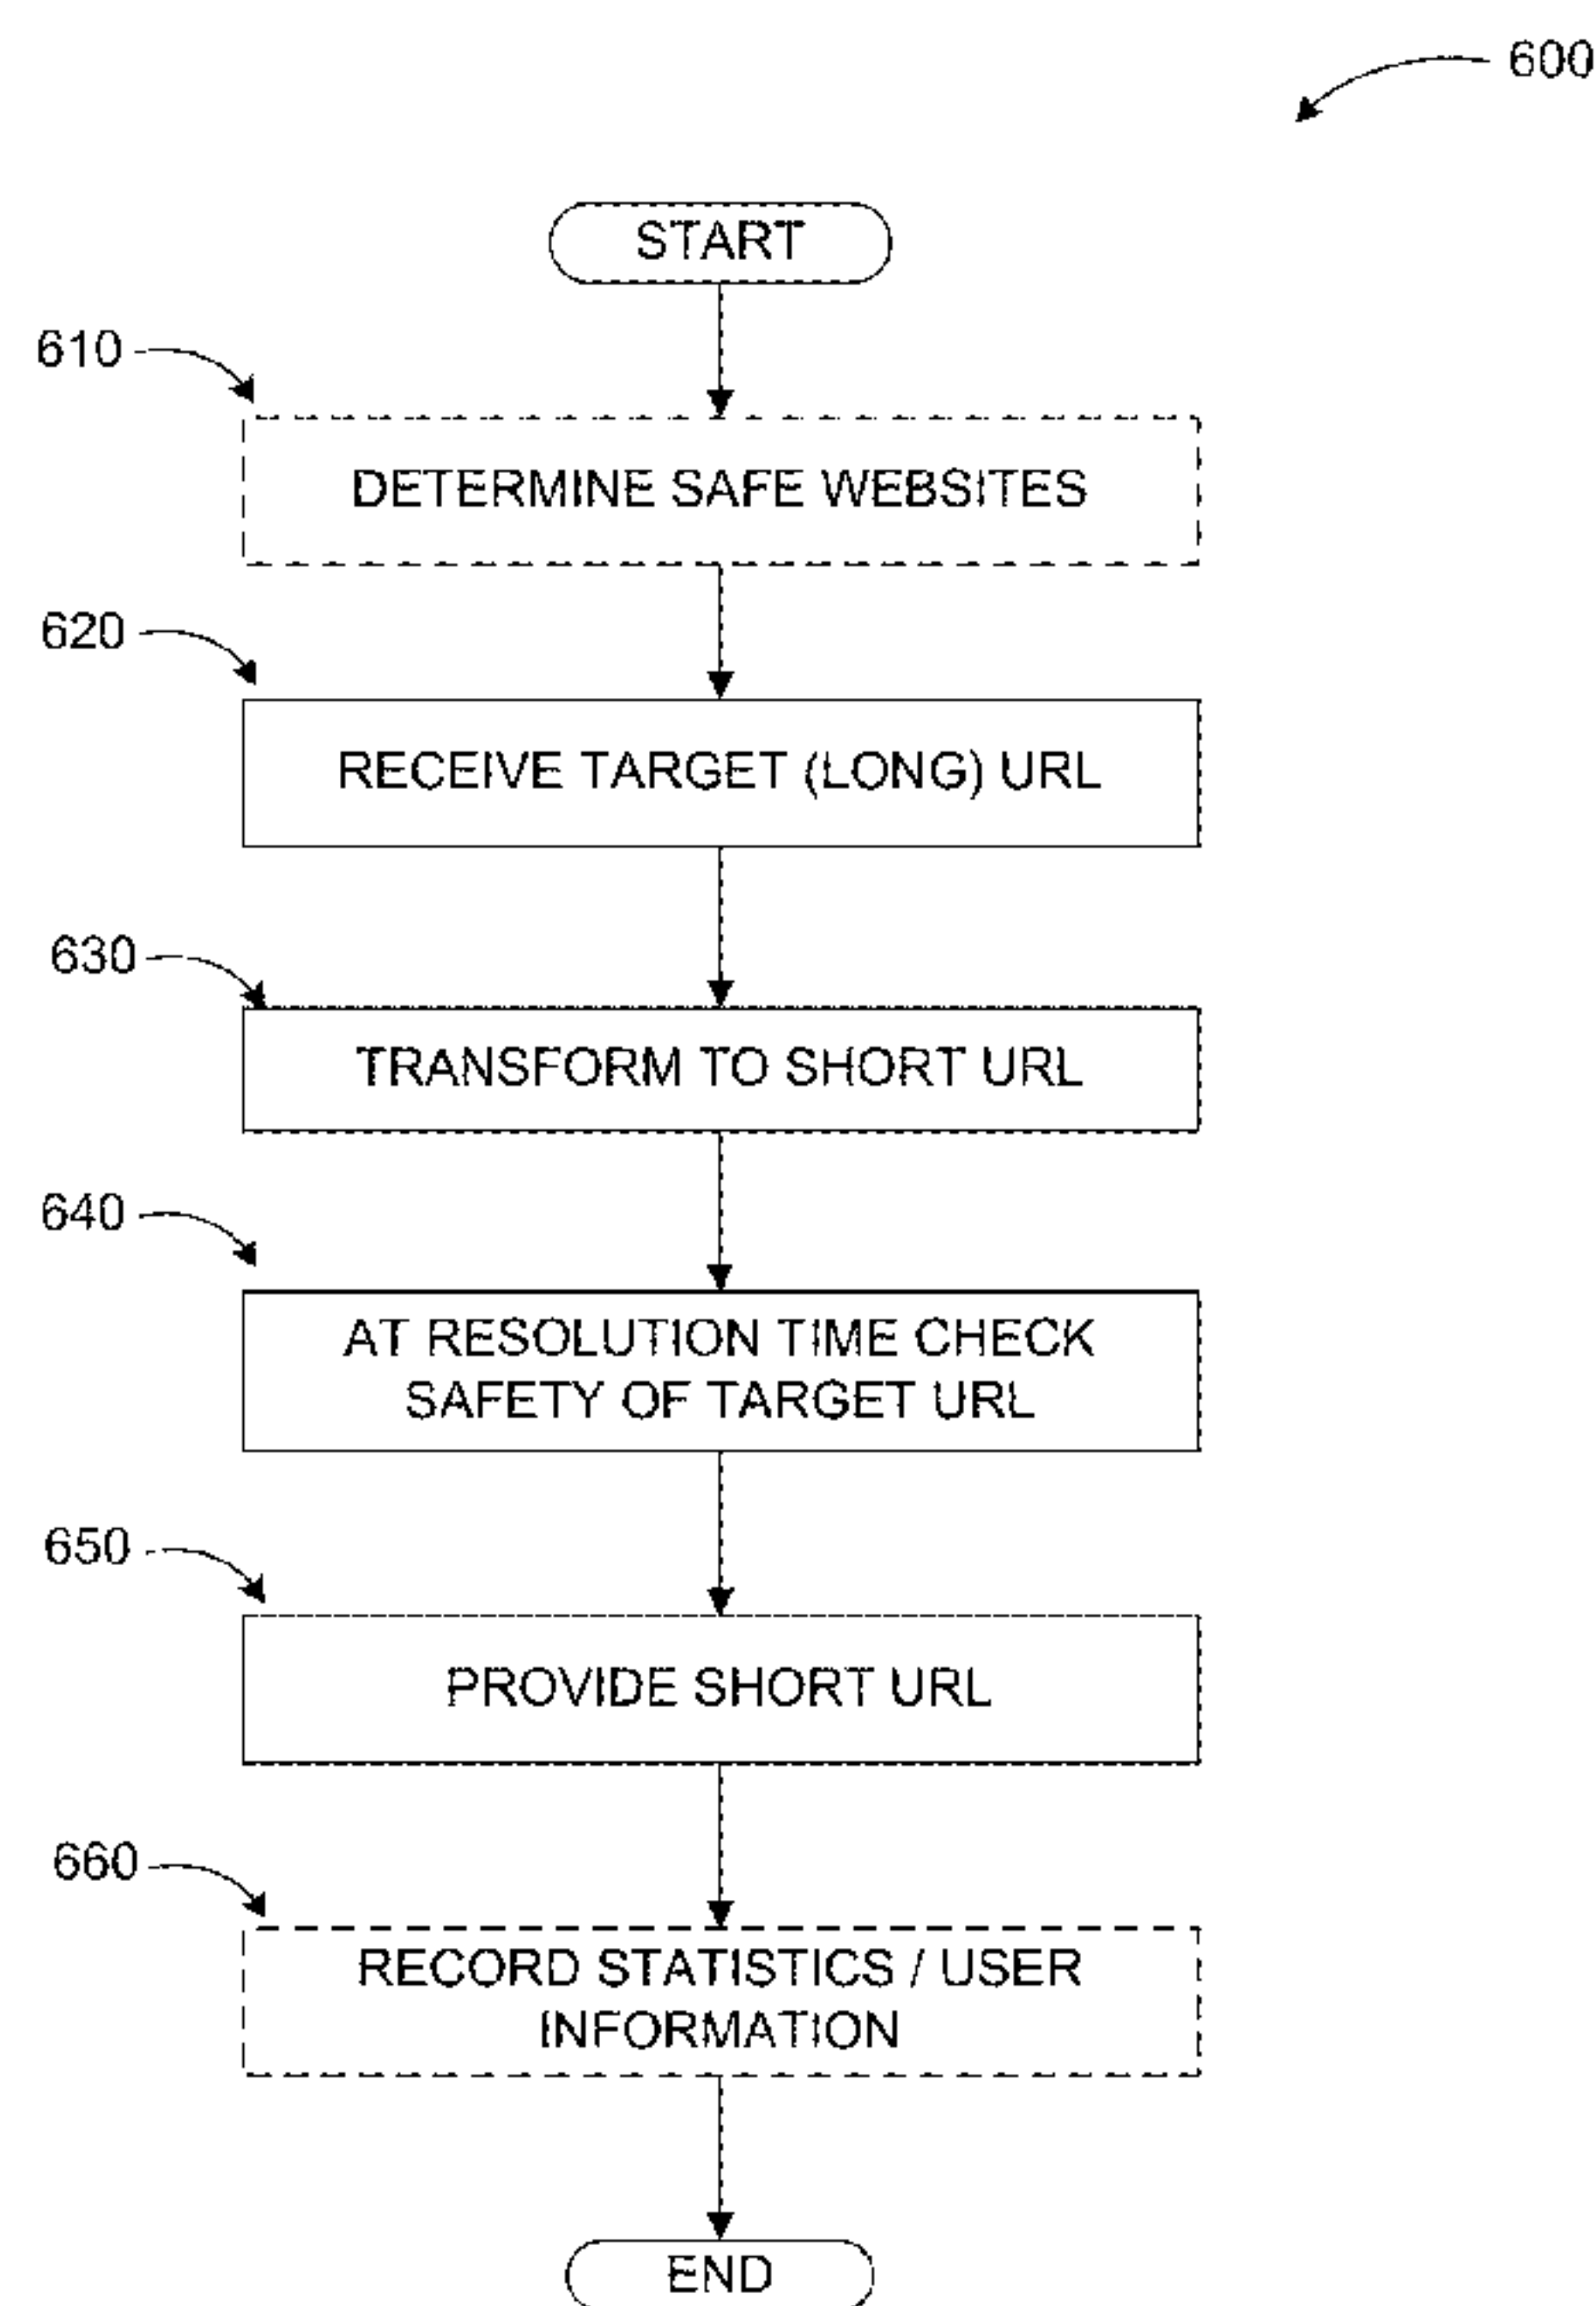 600
START
610
DETERMINE SAFE WEBSITES
620
RECEIVE TARGET (LONG) URL
630
TRANSFORM TO SHORT URL
640
AT RESOLUTION TIME CHECK
SAFETY OF TARGET URL
650
PROVIDE SHORT URL
660
RECORD STATISTICS / USER
INFORMATION
END